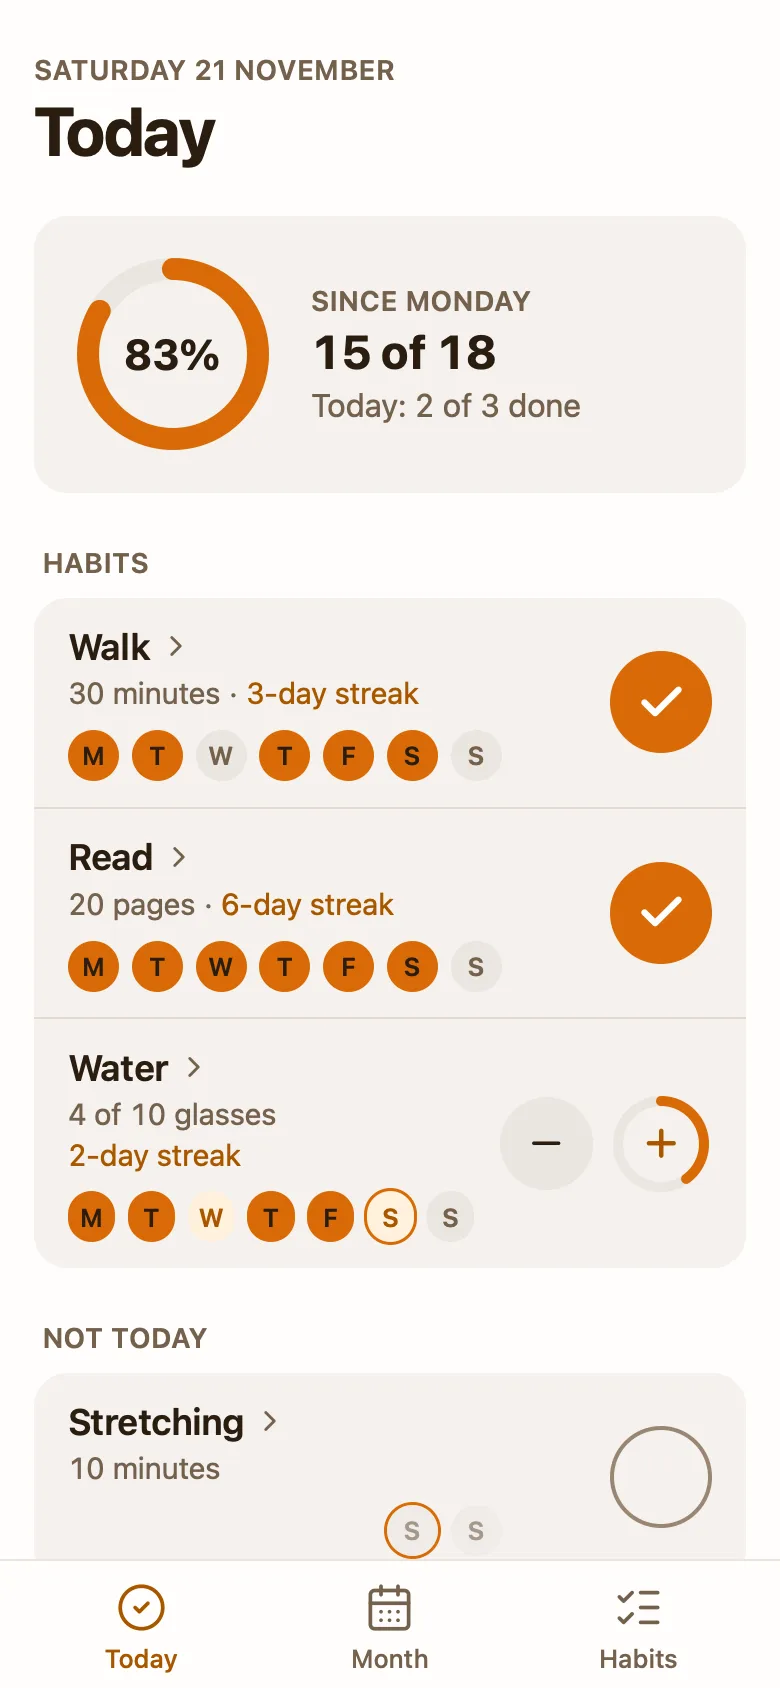 SATURDAY 21 NOVEMBER
Today
83%
SINCE MONDAY
15 of 18
Today: 2 of 3 done
HABITS
Walk
30 minutes · 3-day streak
M T W T F S S
Read
20 pages · 6-day streak
M T W T F S S
Water
4 of 10 glasses
2-day streak
M T W T F S S
NOT TODAY
Stretching
10 minutes
S S
Today Month Habits